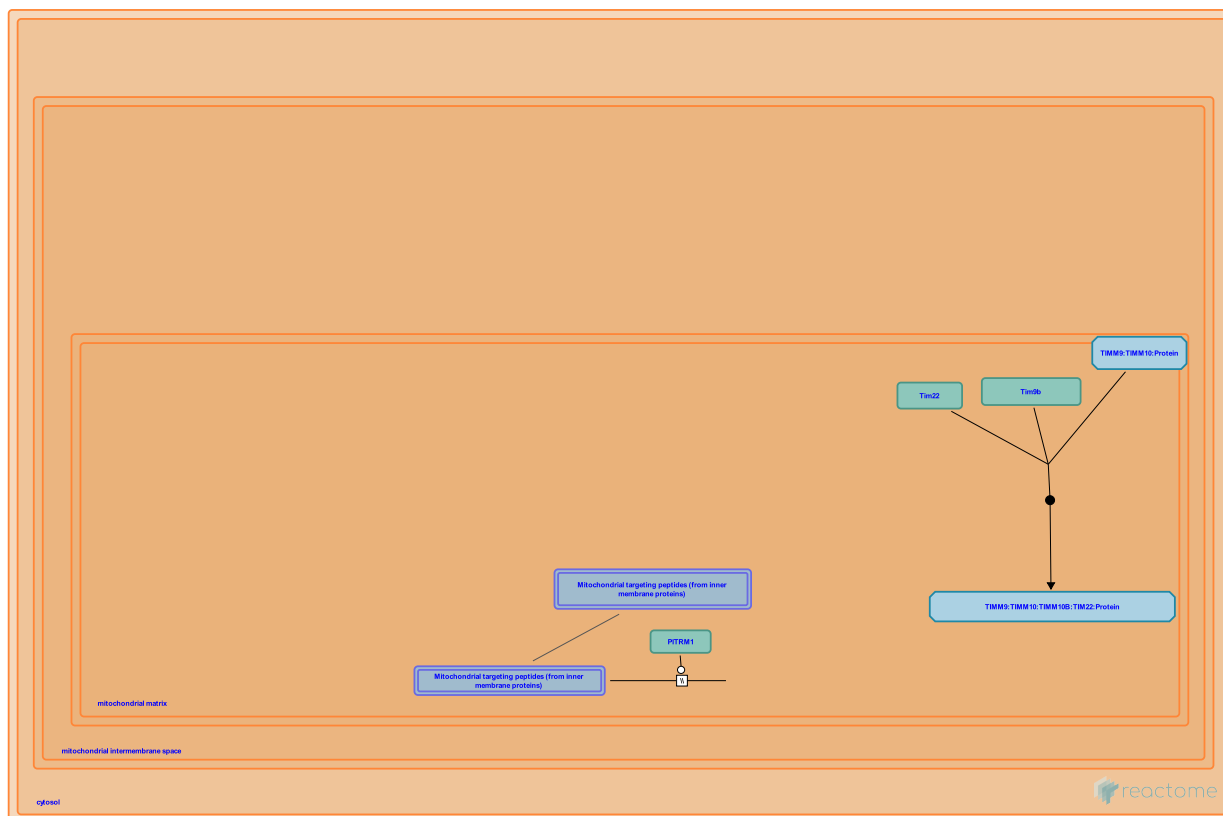 TIMM9:TIMM10:Protein
Tim22
Tim9b
Mitochondrial targeting peptides (from inner
membrane proteins)
TIMM9:TIMM10:TIMM10B:TIM22:Protein
PITRM1
Mitochondrial targeting peptides (from inner
membrane proteins)
\\
mitochondrial matrix
mitochondrial intermembrane space
reactome
cytosol